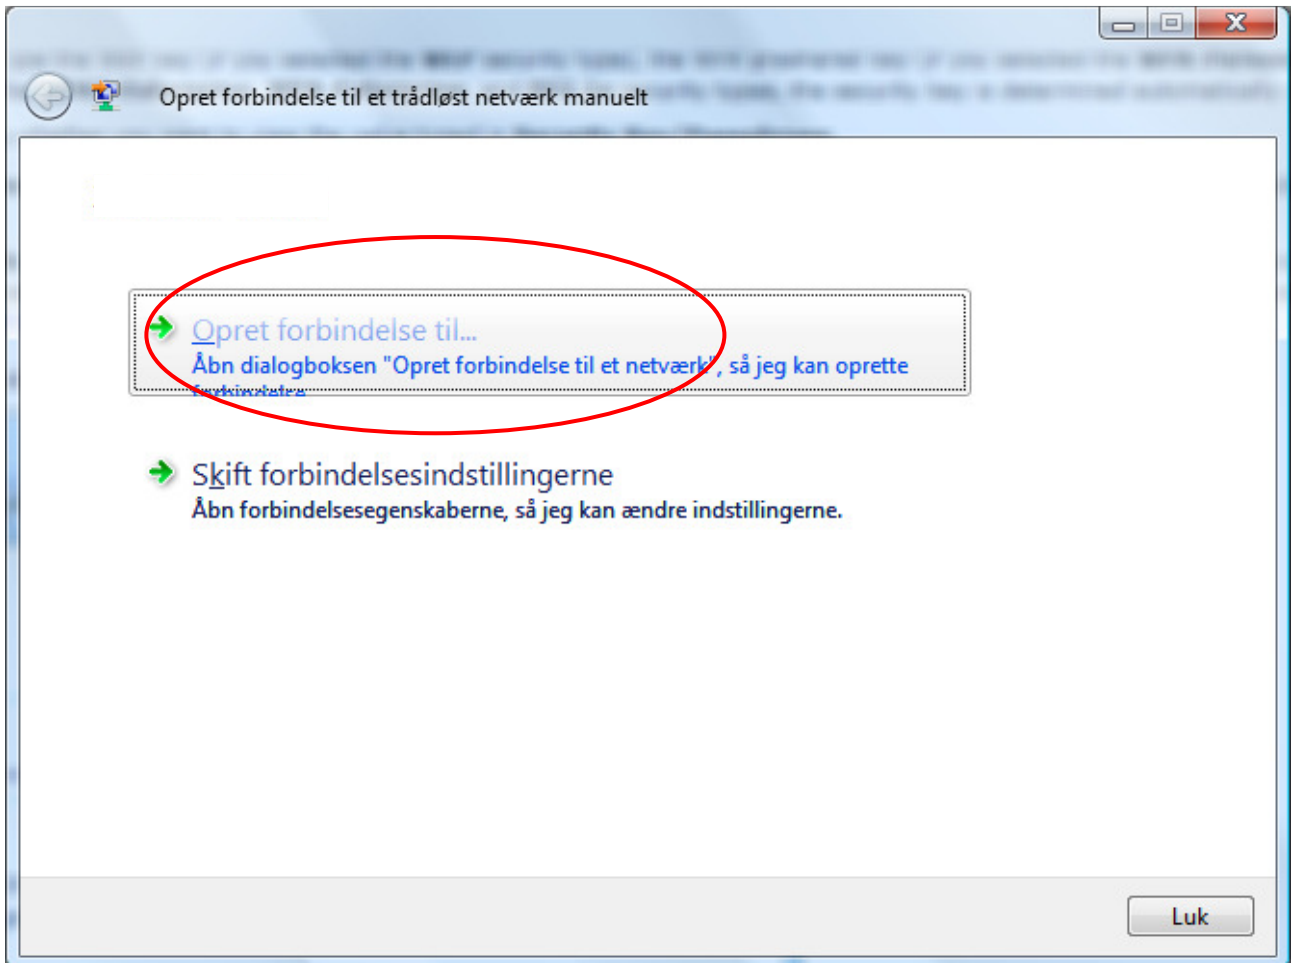 Opret forbindelse til et trådløst netværk manuelt
Opret forbindelse til...
Åbn dialogboksen "Opret forbindelse til et netværk", så jeg kan oprette
forbindelse
Skift forbindelsesindstillingerne
Åbn forbindelsesegenskaberne, så jeg kan ændre indstillingerne.
Luk